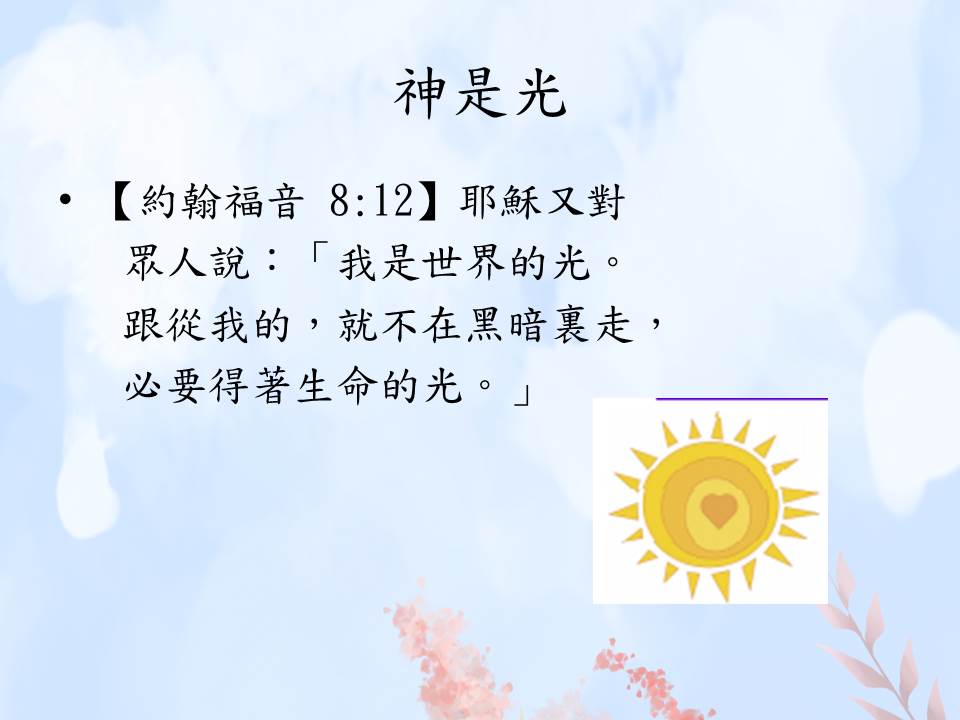 神是光
• 【約翰福音 8:12】耶穌又對
眾人說：「我是世界的光。
跟從我的，就不在黑暗裏走，
必要得著生命的光。」